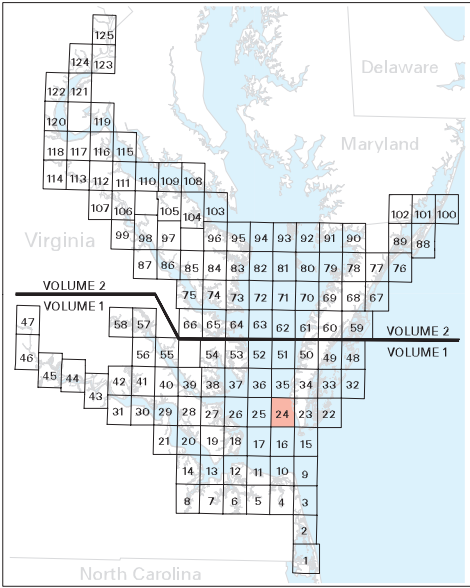 125
124 123
Delaware
122 121
120 119
Maryland
118 117 116 115
114 113 112 111 110 109 108
107 106 105 104 103 102 101 100
Virginia
99 98 97 96 95 94 93 92 91 90 89 88
87 86 85 84 83 82 81 80 79 78 77 76
VOLUME 2
75 74 73 72 71 70 69 68 67
VOLUME 1
47 58 57 66 65 64 63 62 61 60 59
VOLUME 2
VOLUME 1
46 56 55 54 53 52 51 50 49 48
45 44 43 42 41 40 39 38 37 36 35 34 33 32
31 30 29 28 27 26 25 24 23 22
21 20 19 18 17 16 15
14 13 12 11 10 9
8 7 6 5 4 3
2
1
North Carolina